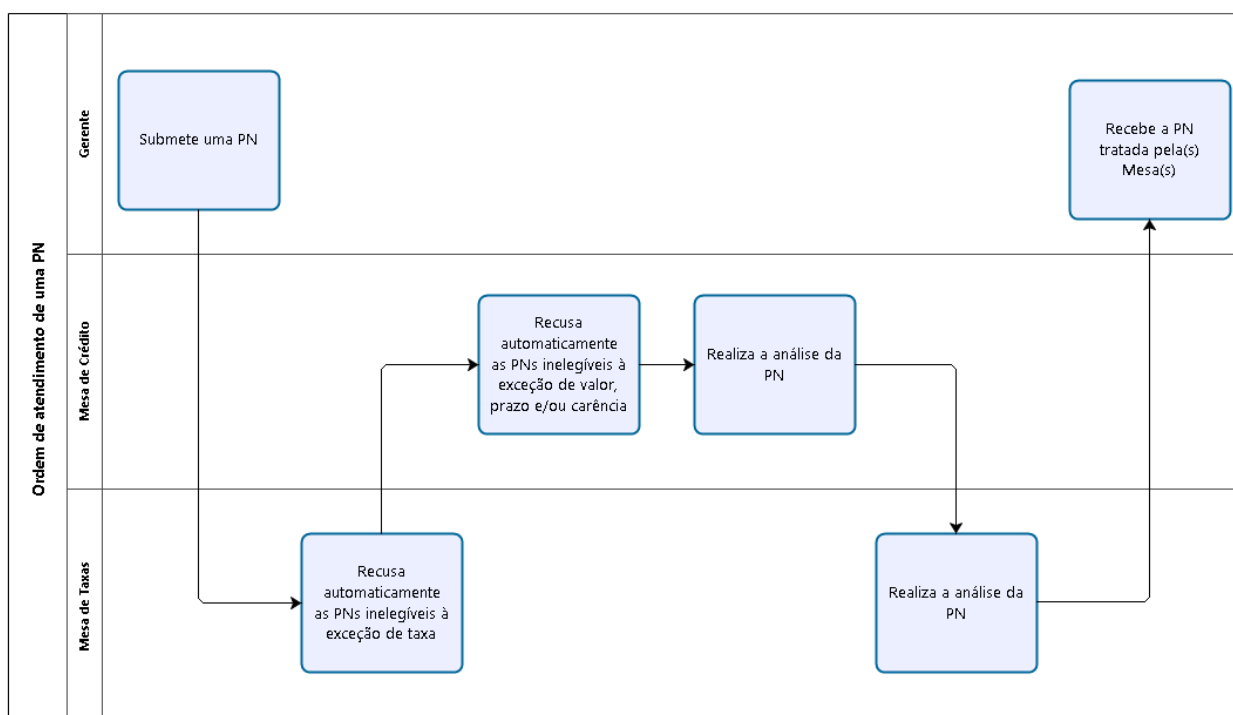 Ordem de atendimento de uma PN
Gerente
Submete uma PN
Recebe a PN
tratada pela(s)
Mesa(s)
Mesa de Crédito
Recusa
automaticamente
as PNs inelegíveis à
exceção de valor,
prazo e/ou carência
Realiza a análise da
PN
Mesa de Taxas
Recusa
automaticamente
as PNs inelegíveis à
exceção de taxa
Realiza a análise da
PN